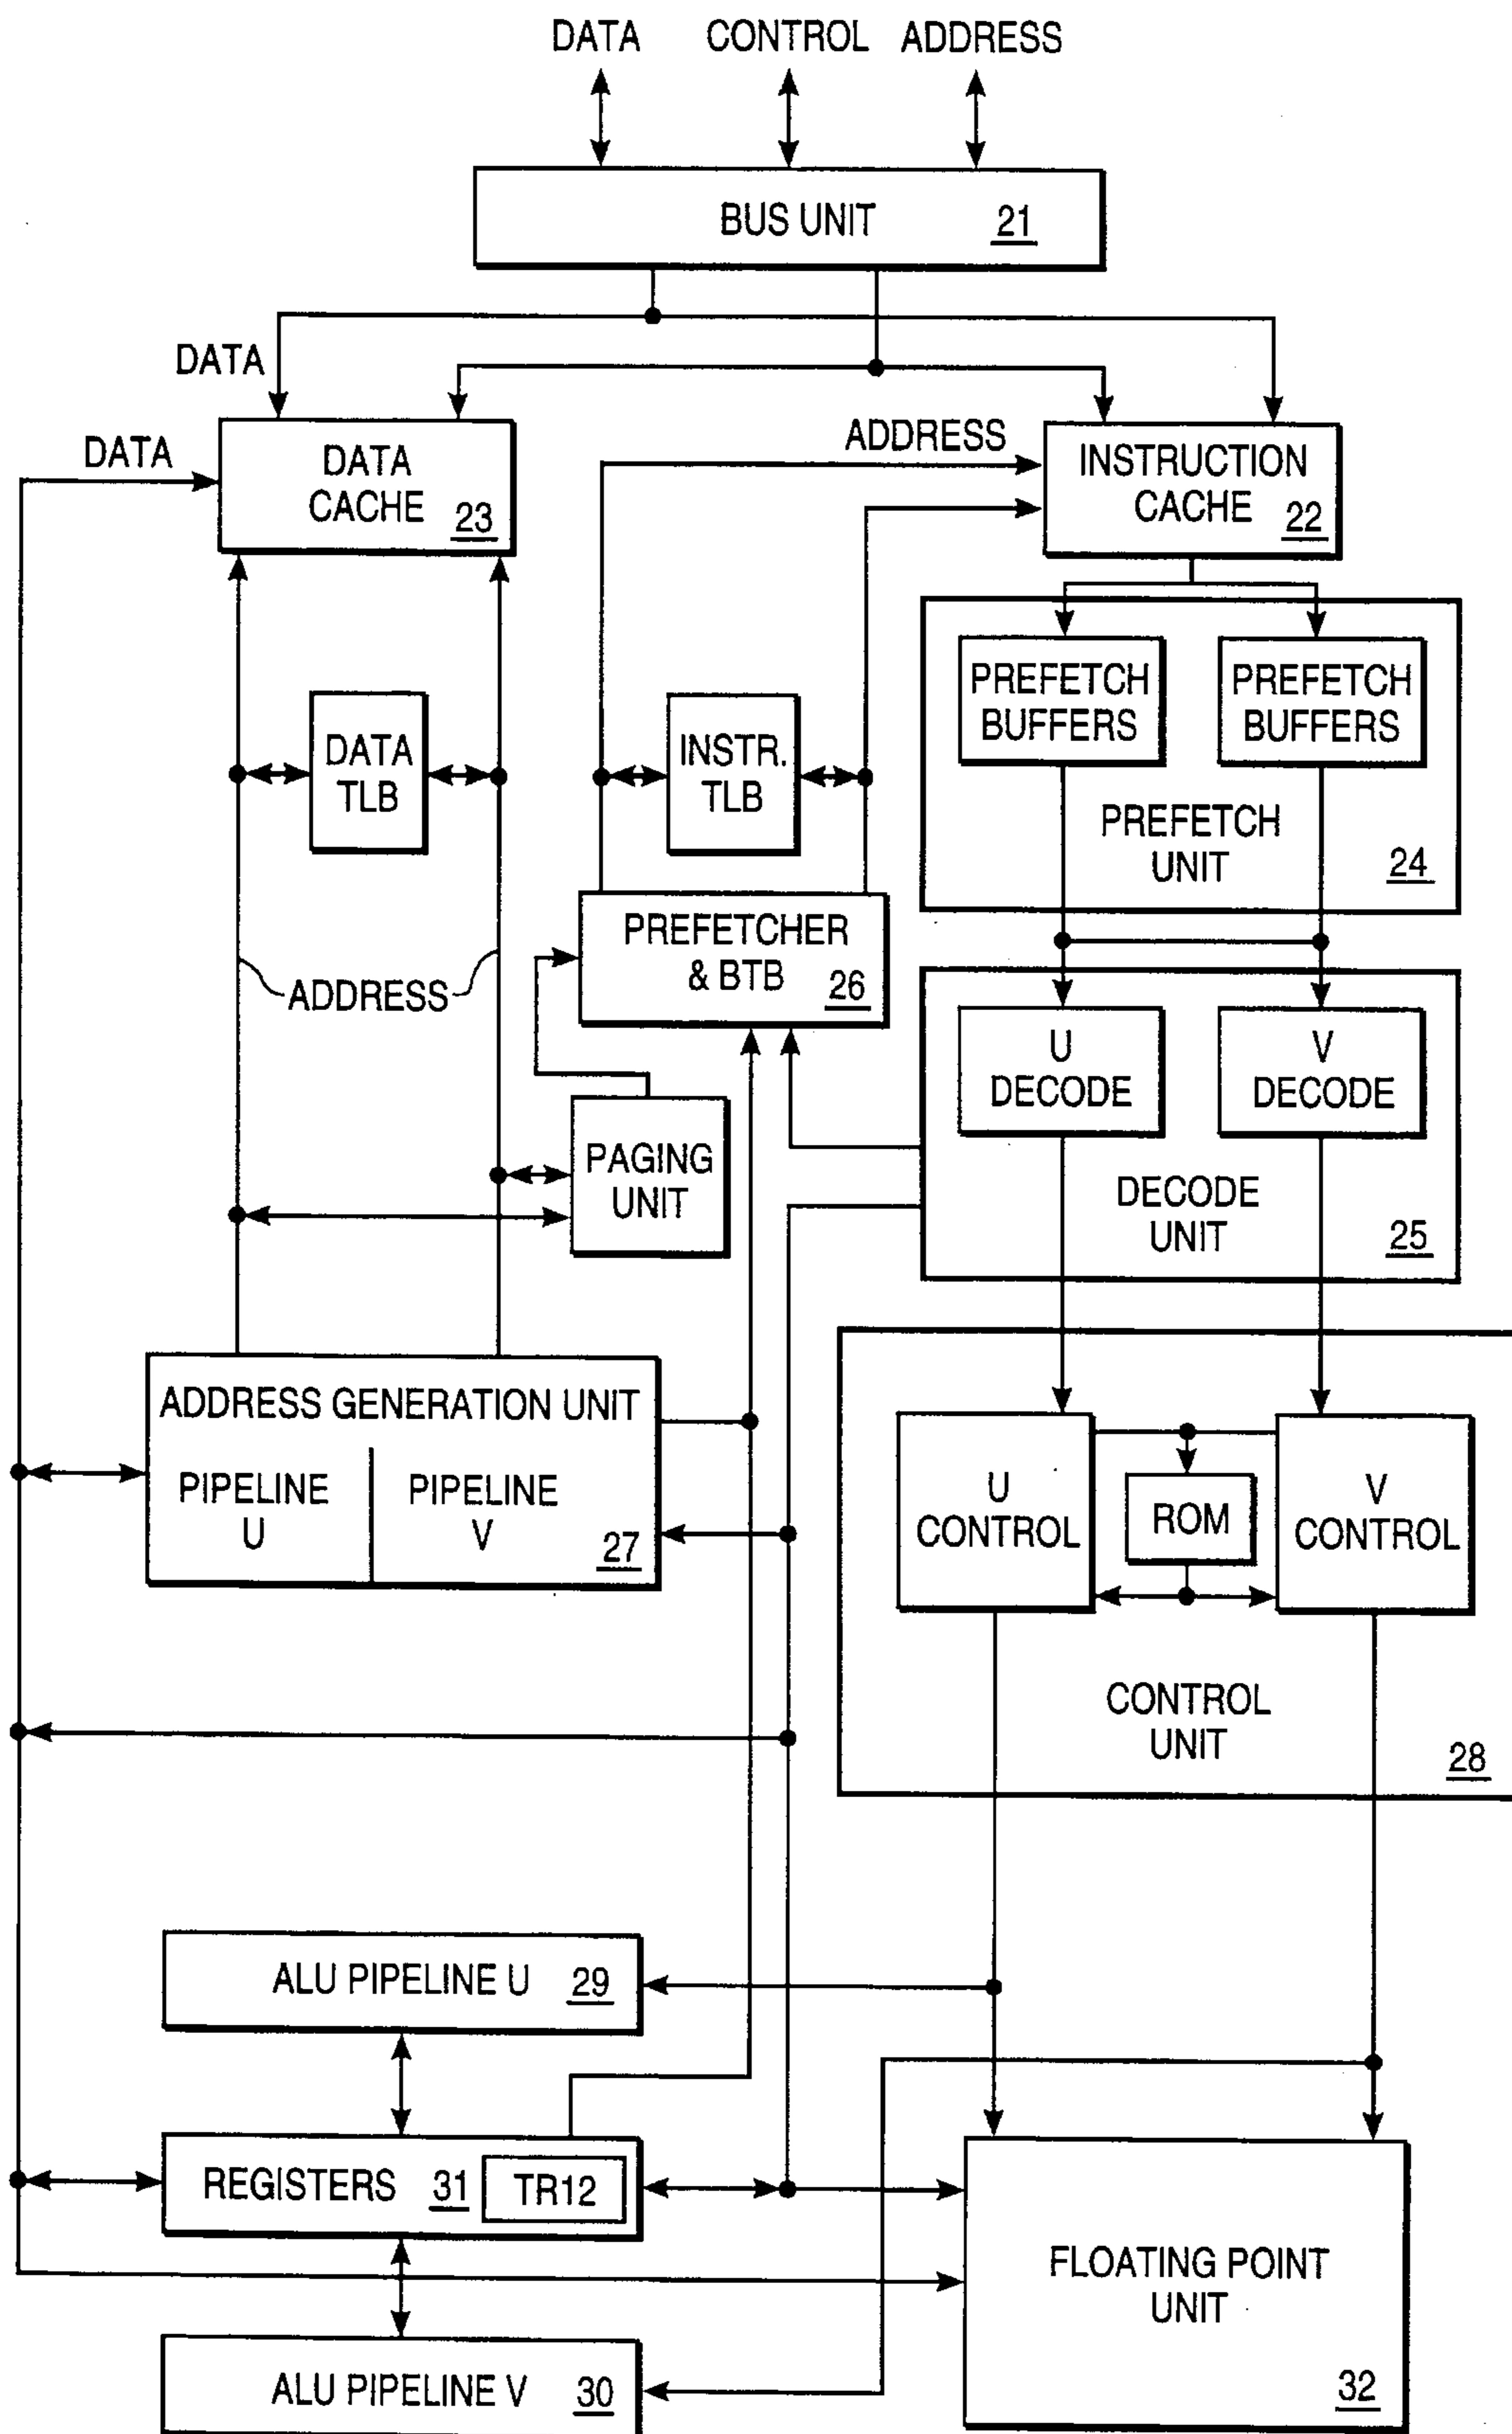 DATA CONTROL ADDRESS
BUS UNIT 21
DATA
DATA
DATA
CACHE 23
ADDRESS
INSTRUCTION
CACHE 22
PREFETCH
BUFFERS
PREFETCH
BUFFERS
DATA
TLB
INSTR.
TLB
PREFETCH
UNIT
24
PREFETCHER
& BTB 26
ADDRESS
U
DECODE
V
DECODE
PAGING
UNIT
DECODE
UNIT
25
ADDRESS GENERATION UNIT
PIPELINE
U
PIPELINE
V
27
U
CONTROL
ROM
V
CONTROL
CONTROL
UNIT
28
ALU PIPELINE U 29
REGISTERS 31 TR12
FLOATING POINT
UNIT
32
ALU PIPELINE V 30